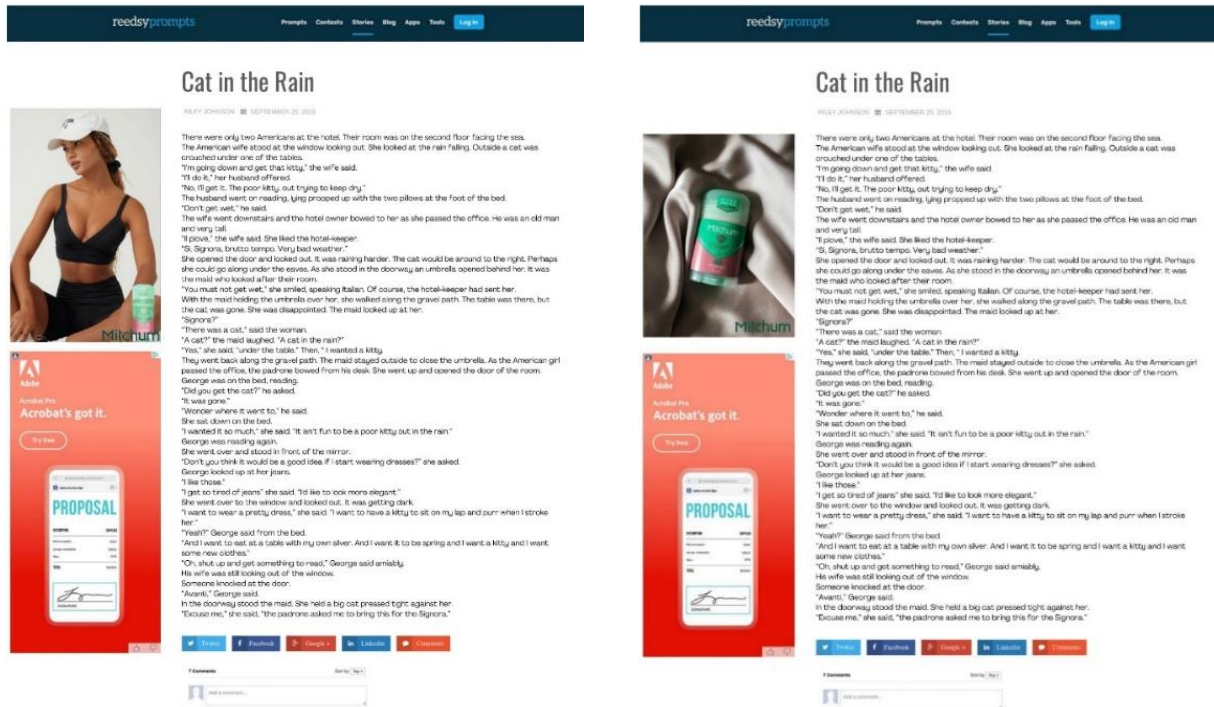 reedsyprompts
Prompts Contests Stories Blog Apps Tools Log in
Cat in the Rain
RILEY JOHNSON SEPTEMBER 25, 2019
There were only two Americans at the hotel. Their room was on the second floor facing the sea.
The American wife stood at the window looking out. She looked at the rain falling. Outside a cat was
crouched under one of the tables.
"I'm going down and get that kitty," the wife said.
"I'll do it," her husband offered.
"No, I'll get it. The poor kitty, out trying to keep dry."
The husband went on reading, lying propped up with the two pillows at the foot of the bed.
"Don't get wet," he said.
The wife went downstairs and the hotel owner bowed to her as she passed the office. He was an old man
and very tall.
"Il piove," the wife said. She liked the hotel-keeper.
"Si, Signora, brutto tempo. Very bad weather."
She opened the door and looked out. It was raining harder. The cat would be around to the right. Perhaps
she could go along under the eaves. As she stood in the doorway an umbrella opened behind her. It was
the maid who looked after their room.
"You must not get wet," she smiled, speaking Italian. Of course, the hotel-keeper had sent her.
With the maid holding the umbrella over her, she walked along the gravel path. The table was there, but
the cat was gone. She was disappointed. The maid looked up at her.
"Signora?"
"There was a cat," said the woman.
"A cat?" the maid laughed. "A cat in the rain?"
"Yes," she said, "under the table." Then, " I wanted a kitty.
They went back along the gravel path. The maid stayed outside to close the umbrella. As the American girl
passed the office, the padrone bowed from his desk. She went up and opened the door of the room.
George was on the bed, reading.
"Did you get the cat?" he asked.
"It was gone."
"Wonder where it went to," he said.
She sat down on the bed.
"I wanted it so much," she said. "It isn't fun to be a poor kitty out in the rain."
George was reading again.
She went over and stood in front of the mirror.
"Don't you think it would be a good idea if I start wearing dresses?" she asked.
George looked up at her jeans.
"I like those."
"I get so tired of jeans" she said. "I'd like to look more elegant."
She went over to the window and looked out. It was getting dark.
"I want to wear a pretty dress," she said. "I want to have a kitty to sit on my lap and purr when I stroke
her."
"Yeah?" George said from the bed.
"And I want to eat at a table with my own silver. And I want it to be spring and I want a kitty and I want
some new clothes."
"Oh, shut up and get something to read," George said amiably.
His wife was still looking out of the window.
Someone knocked at the door.
"Avanti," George said.
In the doorway stood the maid. She held a big cat pressed tight against her.
"Excuse me," she said, "the padrone asked me to bring this for the Signora."
Mitchum
Adobe
Acrobat Pro
Acrobat's got it.
Try free
PROPOSAL
SIGNATURE
Twitter Facebook Google + Linkedin Comments
7 Comments Sort by Top
Add a comment...
reedsyprompts
Prompts Contests Stories Blog Apps Tools Log in
Cat in the Rain
RILEY JOHNSON SEPTEMBER 25, 2019
There were only two Americans at the hotel. Their room was on the second floor facing the sea.
The American wife stood at the window looking out. She looked at the rain falling. Outside a cat was
crouched under one of the tables.
"I'm going down and get that kitty," the wife said.
"I'll do it," her husband offered.
"No, I'll get it. The poor kitty, out trying to keep dry."
The husband went on reading, lying propped up with the two pillows at the foot of the bed.
"Don't get wet," he said.
The wife went downstairs and the hotel owner bowed to her as she passed the office. He was an old man
and very tall.
"Il piove," the wife said. She liked the hotel-keeper.
"Si, Signora, brutto tempo. Very bad weather."
She opened the door and looked out. It was raining harder. The cat would be around to the right. Perhaps
she could go along under the eaves. As she stood in the doorway an umbrella opened behind her. It was
the maid who looked after their room.
"You must not get wet," she smiled, speaking Italian. Of course, the hotel-keeper had sent her.
With the maid holding the umbrella over her, she walked along the gravel path. The table was there, but
the cat was gone. She was disappointed. The maid looked up at her.
"Signora?"
"There was a cat," said the woman.
"A cat?" the maid laughed. "A cat in the rain?"
"Yes," she said, "under the table." Then, " I wanted a kitty.
They went back along the gravel path. The maid stayed outside to close the umbrella. As the American girl
passed the office, the padrone bowed from his desk. She went up and opened the door of the room.
George was on the bed, reading.
"Did you get the cat?" he asked.
"It was gone."
"Wonder where it went to," he said.
She sat down on the bed.
"I wanted it so much," she said. "It isn't fun to be a poor kitty out in the rain."
George was reading again.
She went over and stood in front of the mirror.
"Don't you think it would be a good idea if I start wearing dresses?" she asked.
George looked up at her jeans.
"I like those."
"I get so tired of jeans" she said. "I'd like to look more elegant."
She went over to the window and looked out. It was getting dark.
"I want to wear a pretty dress," she said. "I want to have a kitty to sit on my lap and purr when I stroke
her."
"Yeah?" George said from the bed.
"And I want to eat at a table with my own silver. And I want it to be spring and I want a kitty and I want
some new clothes."
"Oh, shut up and get something to read," George said amiably.
His wife was still looking out of the window.
Someone knocked at the door.
"Avanti," George said.
In the doorway stood the maid. She held a big cat pressed tight against her.
"Excuse me," she said, "the padrone asked me to bring this for the Signora."
Mitchum
Mitchum
Adobe
Acrobat Pro
Acrobat's got it.
Try free
PROPOSAL
SIGNATURE
Twitter Facebook Google + Linkedin Comments
7 Comments Sort by Top
Add a comment...